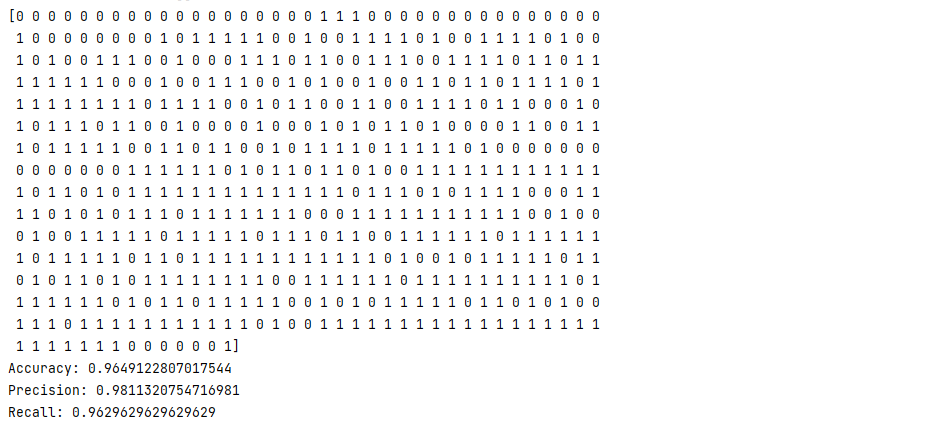 [0 0 0 0 0 0 0 0 0 0 0 0 0 0 0 0 0 0 0 1 1 1 0 0 0 0 0 0 0 0 0 0 0 0 0 0 0
1 0 0 0 0 0 0 0 0 1 0 1 1 1 1 1 0 0 1 0 0 1 1 1 1 0 1 0 0 1 1 1 1 0 1 0 0
1 0 1 0 0 1 1 1 0 0 1 0 0 0 1 1 1 0 1 1 0 0 1 1 1 0 0 1 1 1 1 0 1 1 0 1 1
1 1 1 1 1 1 0 0 0 1 0 0 1 1 1 0 0 1 0 1 0 0 1 0 0 1 1 0 1 1 0 1 1 1 1 0 1
1 1 1 1 1 1 1 1 0 1 1 1 1 0 0 1 0 1 1 0 0 1 1 0 0 1 1 1 1 0 1 1 0 0 0 1 0
1 0 1 1 1 0 1 1 0 0 1 0 0 0 0 1 0 0 0 1 0 1 0 1 1 0 1 0 0 0 0 1 1 0 0 1 1
1 0 1 1 1 1 1 0 0 1 1 0 1 1 0 0 1 0 1 1 1 1 0 1 1 1 1 1 0 1 0 0 0 0 0 0 0
0 0 0 0 0 0 0 1 1 1 1 1 1 0 1 0 1 1 0 1 1 0 1 0 0 1 1 1 1 1 1 1 1 1 1 1 1
1 0 1 1 0 1 0 1 1 1 1 1 1 1 1 1 1 1 1 1 1 0 1 1 1 0 1 0 1 1 1 1 0 0 0 1 1
1 1 0 1 0 1 0 1 1 1 0 1 1 1 1 1 1 1 0 0 0 1 1 1 1 1 1 1 1 1 1 1 0 0 1 0 0
0 1 0 0 1 1 1 1 1 0 1 1 1 1 1 0 1 1 1 0 1 1 0 0 1 1 1 1 1 1 0 1 1 1 1 1 1
1 0 1 1 1 1 1 0 1 1 0 1 1 1 1 1 1 1 1 1 1 1 1 0 1 0 0 1 0 1 1 1 1 1 0 1 1
0 1 0 1 1 0 1 0 1 1 1 1 1 1 1 1 0 0 1 1 1 1 1 1 0 1 1 1 1 1 1 1 1 1 1 0 1
1 1 1 1 1 1 0 1 0 1 1 0 1 1 1 1 1 0 0 1 0 1 0 1 1 1 1 1 0 1 1 0 1 0 1 0 0
1 1 1 0 1 1 1 1 1 1 1 1 1 1 1 0 1 0 0 1 1 1 1 1 1 1 1 1 1 1 1 1 1 1 1 1 1
1 1 1 1 1 1 1 0 0 0 0 0 0 1]
Accuracy: 0.9649122807017544
Precision: 0.9811320754716981
Recall: 0.9629629629629629